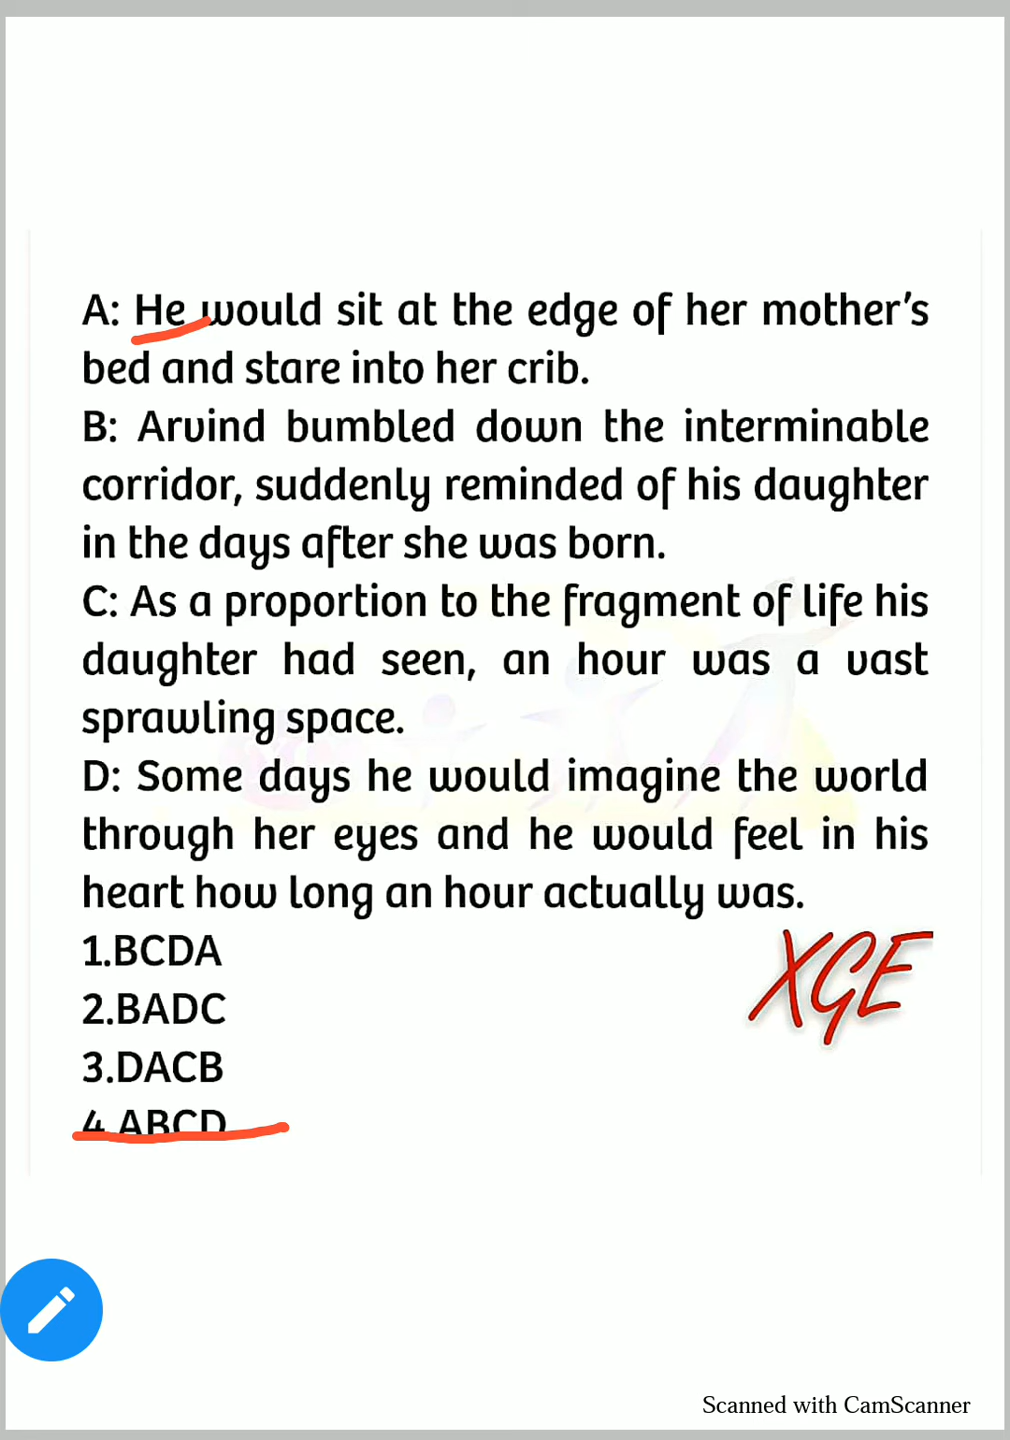 A: He would sit at the edge of her mother's
bed and stare into her crib.
B: Arvind bumbled down the interminable
corridor, suddenly reminded of his daughter
in the days after she was born.
C: As a proportion to the fragment of life his
daughter had seen, an hour was a vast
sprawling space.
D: Some days he would imagine the world
through her eyes and he would feel in his
heart how long an hour actually was.
1.BCDA
2.BADC
3.DACB
4.ABCD
XGE
Scanned with CamScanner